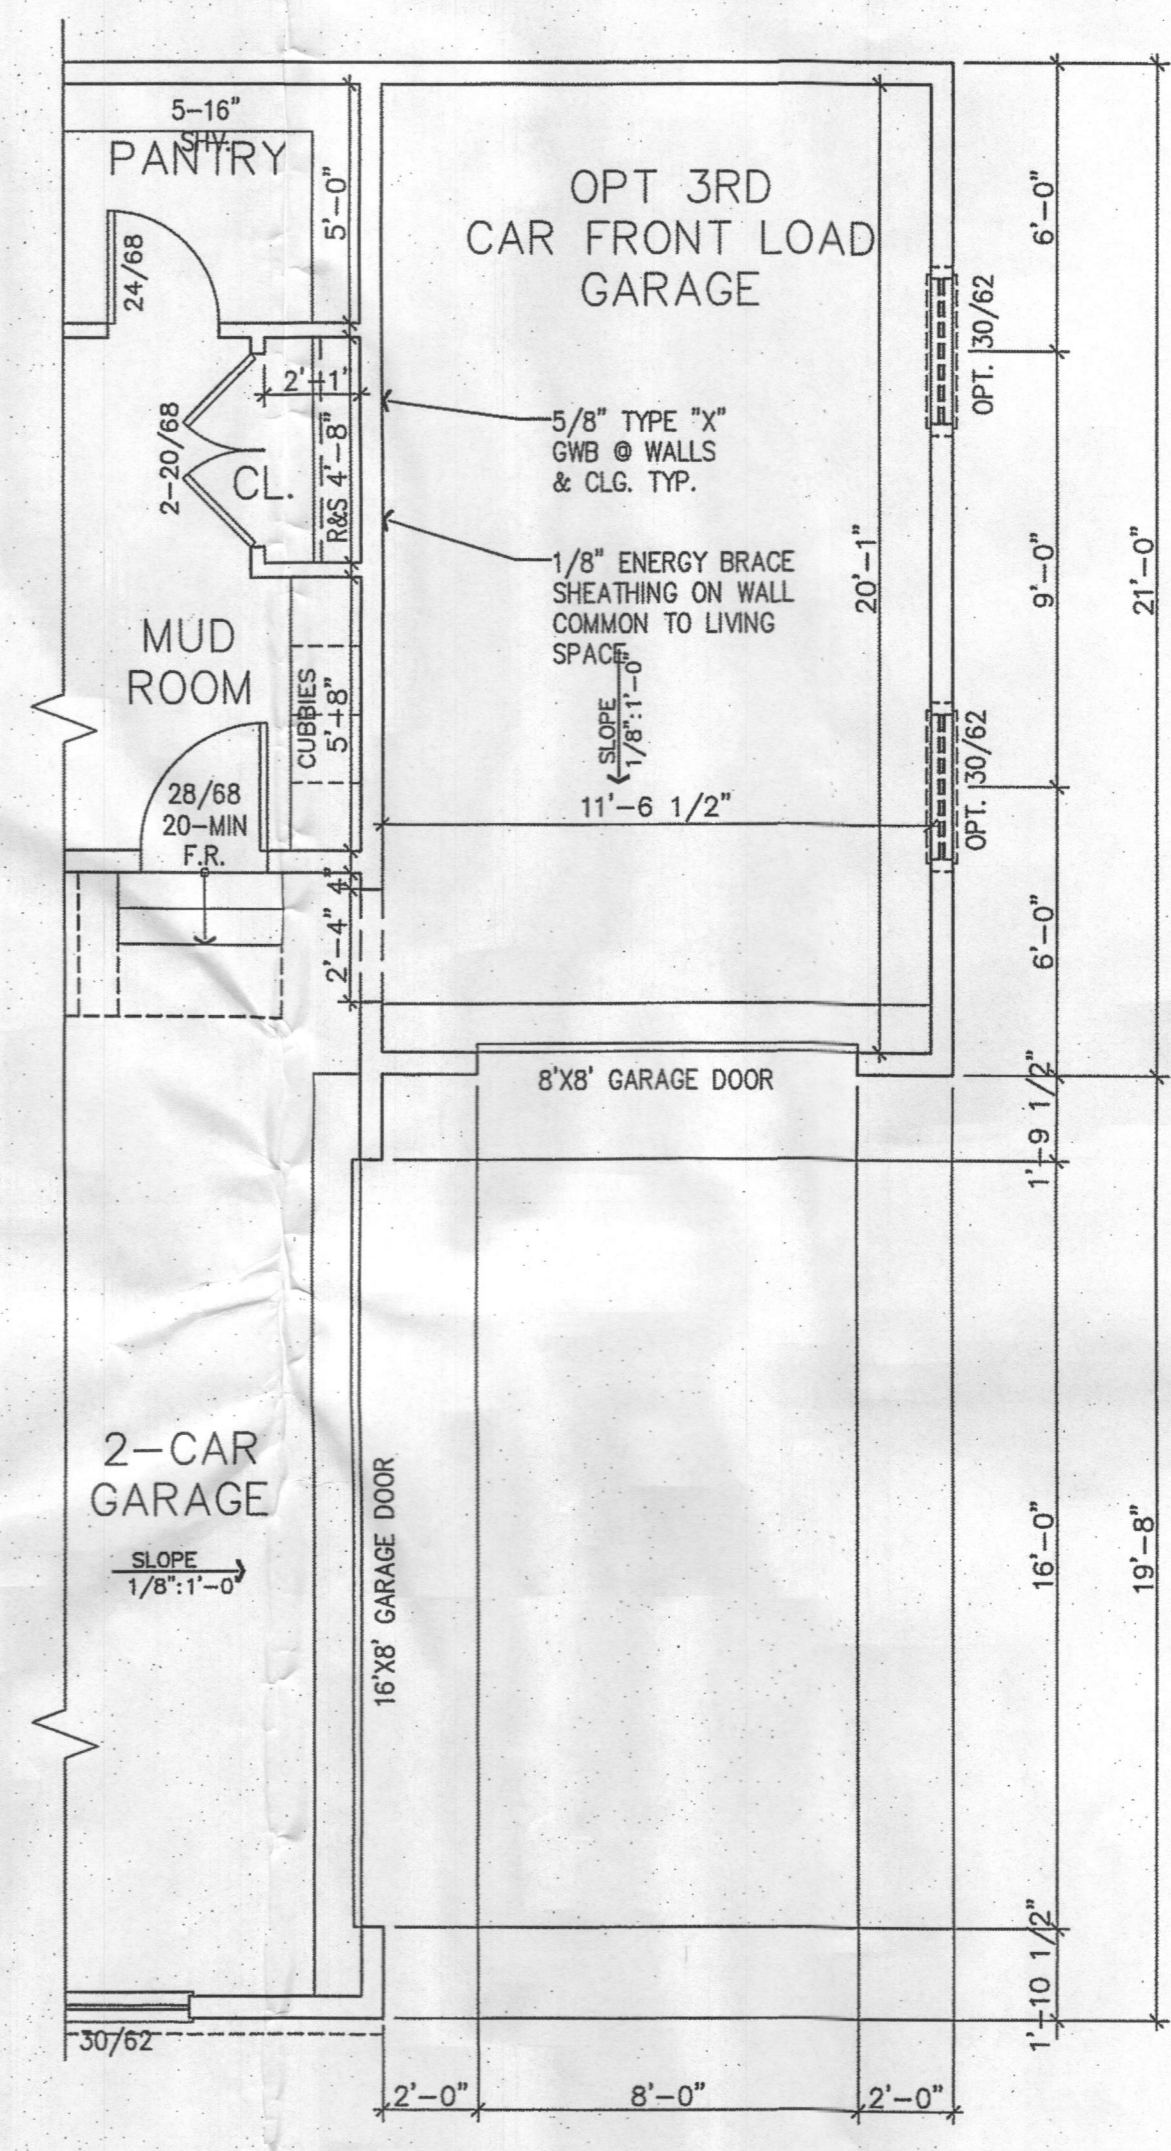 5-16"
SHV.
PANTRY
5'-0"
24/68
OPT 3RD
CAR FRONT LOAD
GARAGE
6'-0"
OPT. 30/62
2'-1"
2-20/68
CL.
R&S 4'-8"
5/8" TYPE "X"
GWB @ WALLS
& CLG. TYP.
1/8" ENERGY BRACE
SHEATHING ON WALL
COMMON TO LIVING
SPACE
20'-1"
9'-0"
21'-0"
MUD
ROOM
CUBBIES
5'-8"
SLOPE
1/8":1'-0"
11'-6 1/2"
OPT. 30/62
28/68
20-MIN
F.R.
4"
2'-4"
6'-0"
8'X8' GARAGE DOOR
1'-9 1/2"
2-CAR
GARAGE
SLOPE
1/8":1'-0"
16'X8' GARAGE DOOR
16'-0"
19'-8"
1'-10 1/2"
30/62
2'-0"
8'-0"
2'-0"